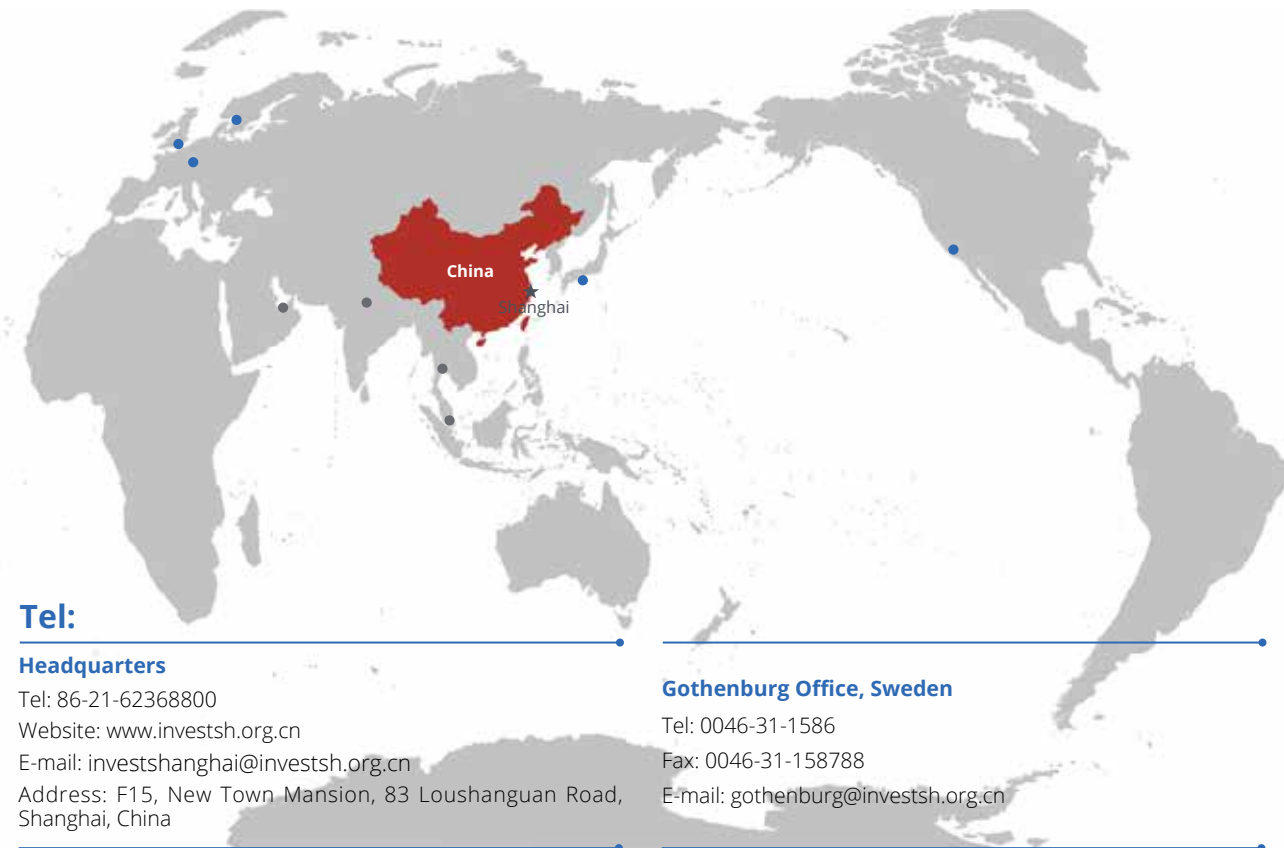 China
Shanghai
Tel:
Headquarters
Tel: 86-21-62368800
Website: www.investsh.org.cn
E-mail: investshanghai@investsh.org.cn
Address: F15, New Town Mansion, 83 Loushanguan Road,
Shanghai, China
Gothenburg Office, Sweden
Tel: 0046-31-1586
Fax: 0046-31-158788
E-mail: gothenburg@investsh.org.cn